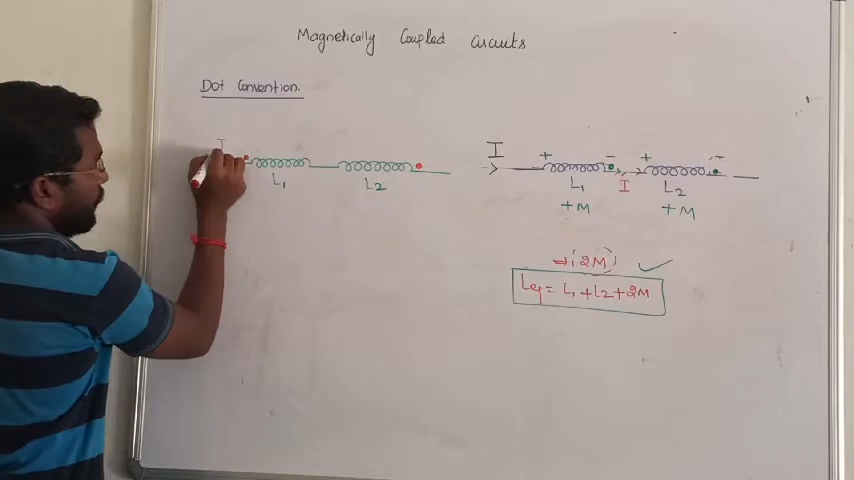 Magnetically Coupled Circuits
Dot Convention.
I
L1 L2
I + - + -
I
L1 L2
+M +M
⇒ (2M) ✓
Leq = L1 + L2 + 2M